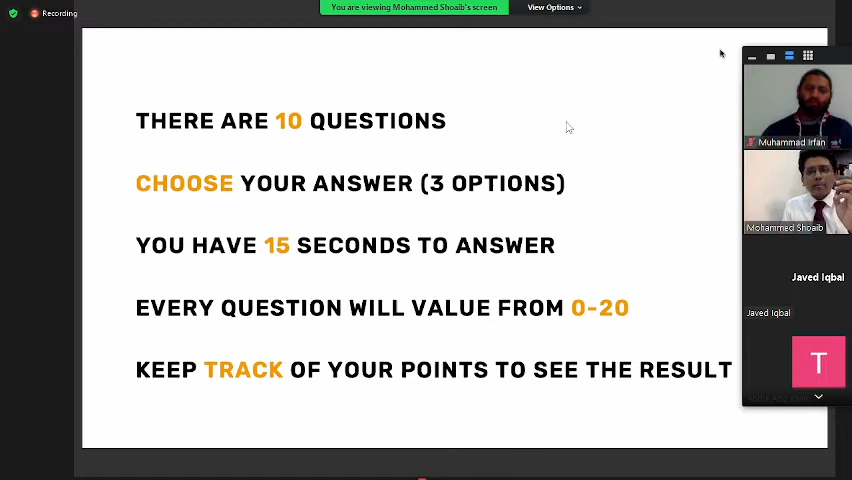 Recording
You are viewing Mohammed Shoaib's screen
View Options
THERE ARE 10 QUESTIONS
CHOOSE YOUR ANSWER (3 OPTIONS)
YOU HAVE 15 SECONDS TO ANSWER
EVERY QUESTION WILL VALUE FROM 0-20
KEEP TRACK OF YOUR POINTS TO SEE THE RESULT
Muhammad Irfan
Mohammed Shoaib
Javed Iqbal
Javed Iqbal
T